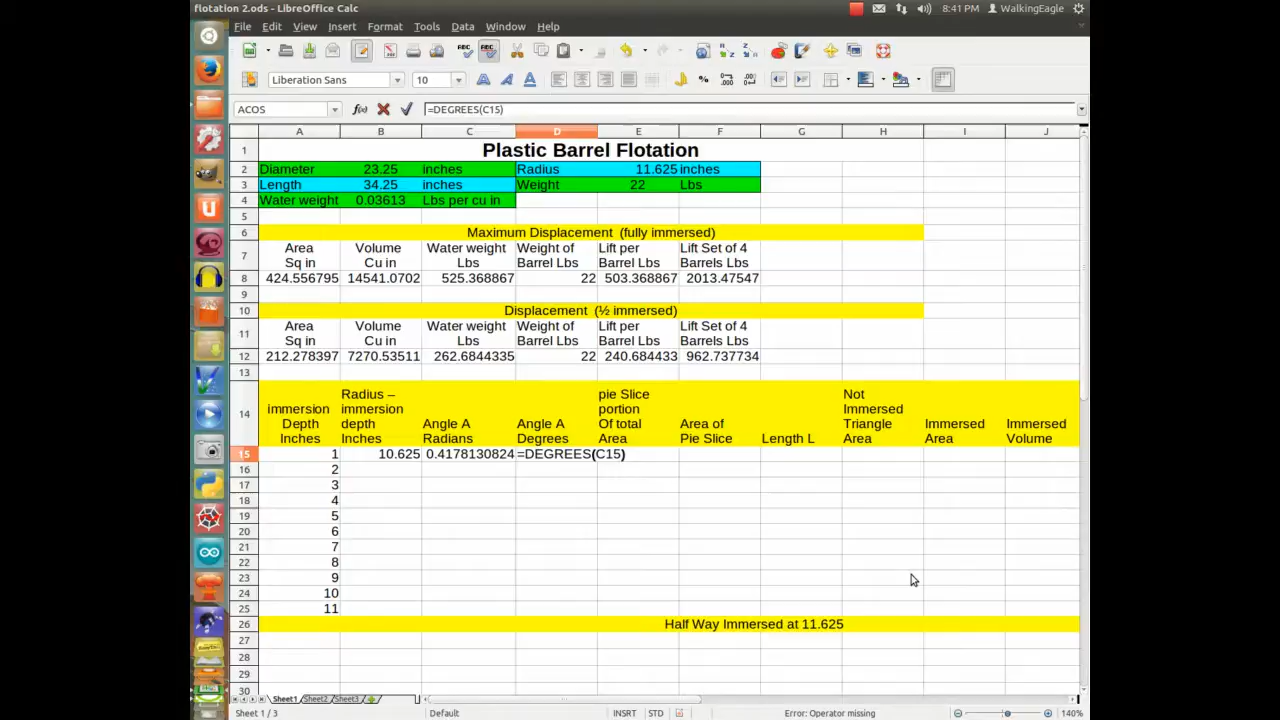 flotation 2.ods - LibreOffice Calc
8:41 PM WalkingEagle
File Edit View Insert Format Tools Data Window Help
Liberation Sans 10
ACOS =DEGREES(C15)
A B C D E F G H I J
1 Plastic Barrel Flotation
2 Diameter 23.25 inches Radius 11.625 inches
3 Length 34.25 inches Weight 22 Lbs
4 Water weight 0.03613 Lbs per cu in
5
6 Maximum Displacement (fully immersed)
7 Area Volume Water weight Weight of Lift per Lift Set of 4
Sq in Cu in Lbs Barrel Lbs Barrel Lbs Barrels Lbs
8 424.556795 14541.0702 525.368867 22 503.368867 2013.47547
9
10 Displacement (½ immersed)
11 Area Volume Water weight Weight of Lift per Lift Set of 4
Sq in Cu in Lbs Barrel Lbs Barrel Lbs Barrels Lbs
12 212.278397 7270.53511 262.6844335 22 240.684433 962.737734
13
Radius – pie Slice Not
14 immersion immersion portion Immersed
Depth depth Angle A Angle A Of total Area of Triangle Immersed Immersed
Inches Inches Radians Degrees Area Pie Slice Length L Area Area Volume
15 1 10.625 0.4178130824 =DEGREES(C15)
16 2
17 3
18 4
19 5
20 6
21 7
22 8
23 9
24 10
25 11
26 Half Way Immersed at 11.625
27
28
29
30
Sheet1 Sheet2 Sheet3
Sheet 1 / 3 Default INSRT STD Error: Operator missing 140%